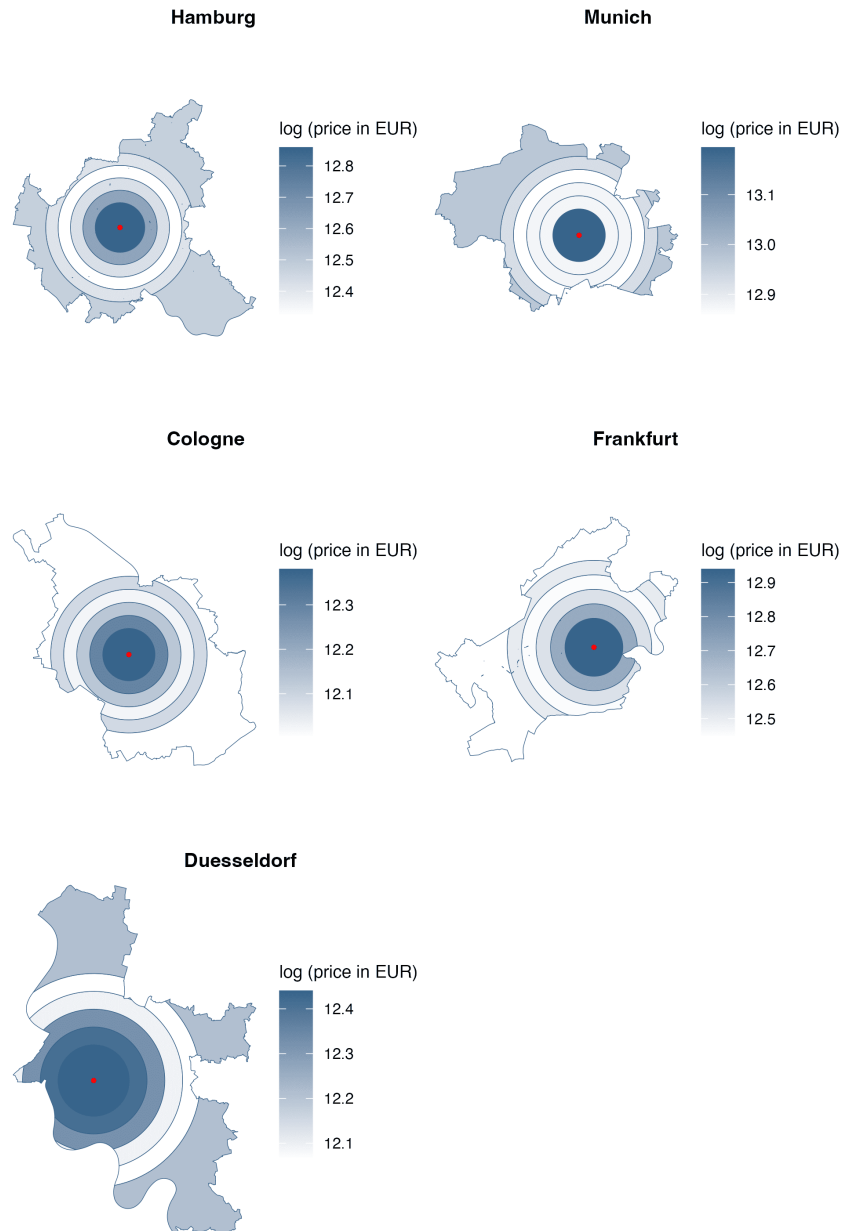 Hamburg
Munich
log (price in EUR)
12.8
12.7
12.6
12.5
12.4
log (price in EUR)
13.1
13.0
12.9
Cologne
Frankfurt
log (price in EUR)
12.3
12.2
12.1
log (price in EUR)
12.9
12.8
12.7
12.6
12.5
Duesseldorf
log (price in EUR)
12.4
12.3
12.2
12.1